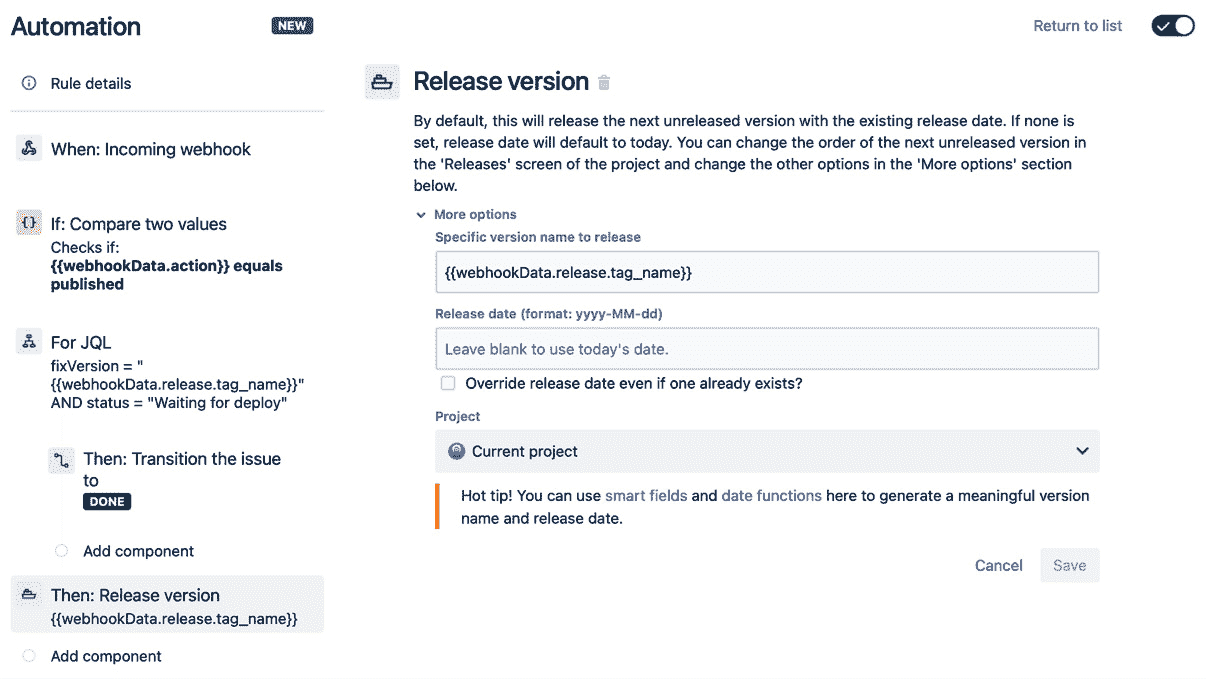 Automation
NEW
Return to list
Rule details
When: Incoming webhook
If: Compare two values
Checks if:
{{webhookData.action}} equals
published
For JQL
fixVersion = "
{{webhookData.release.tag_name}}"
AND status = "Waiting for deploy"
Then: Transition the issue
to
DONE
Add component
Then: Release version
{{webhookData.release.tag_name}}
Add component
Release version
By default, this will release the next unreleased version with the existing release date. If none is
set, release date will default to today. You can change the order of the next unreleased version in
the 'Releases' screen of the project and change the other options in the 'More options' section
below.
More options
Specific version name to release
{{webhookData.release.tag_name}}
Release date (format: yyyy-MM-dd)
Leave blank to use today's date.
Override release date even if one already exists?
Project
Current project
Hot tip! You can use smart fields and date functions here to generate a meaningful version
name and release date.
Cancel
Save